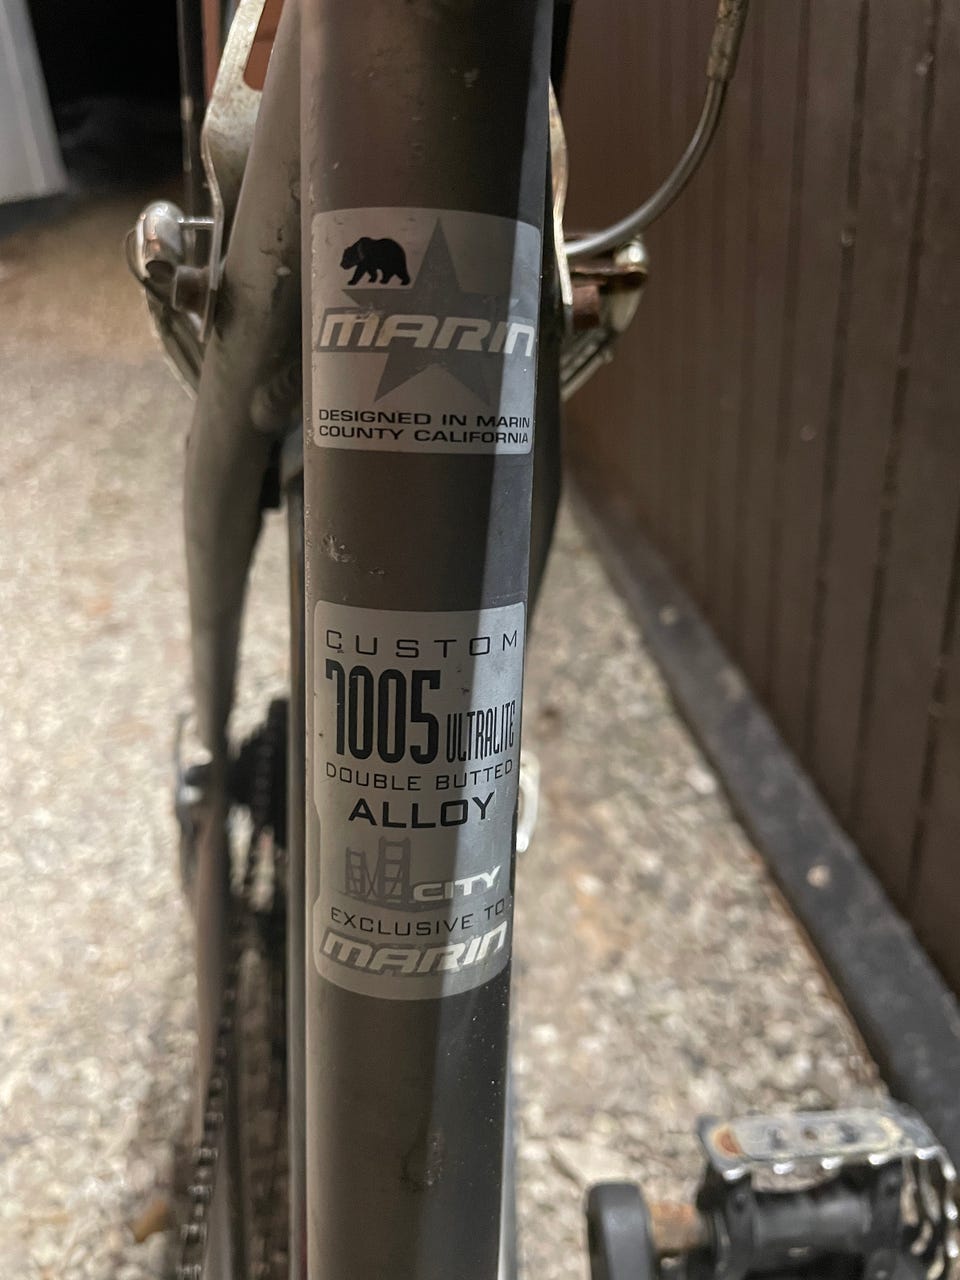 MARIN
DESIGNED IN MARIN
COUNTY CALIFORNIA
CUSTOM
7005 ULTRALITE
DOUBLE BUTTED
ALLOY
CITY
EXCLUSIVE TO
MARIN